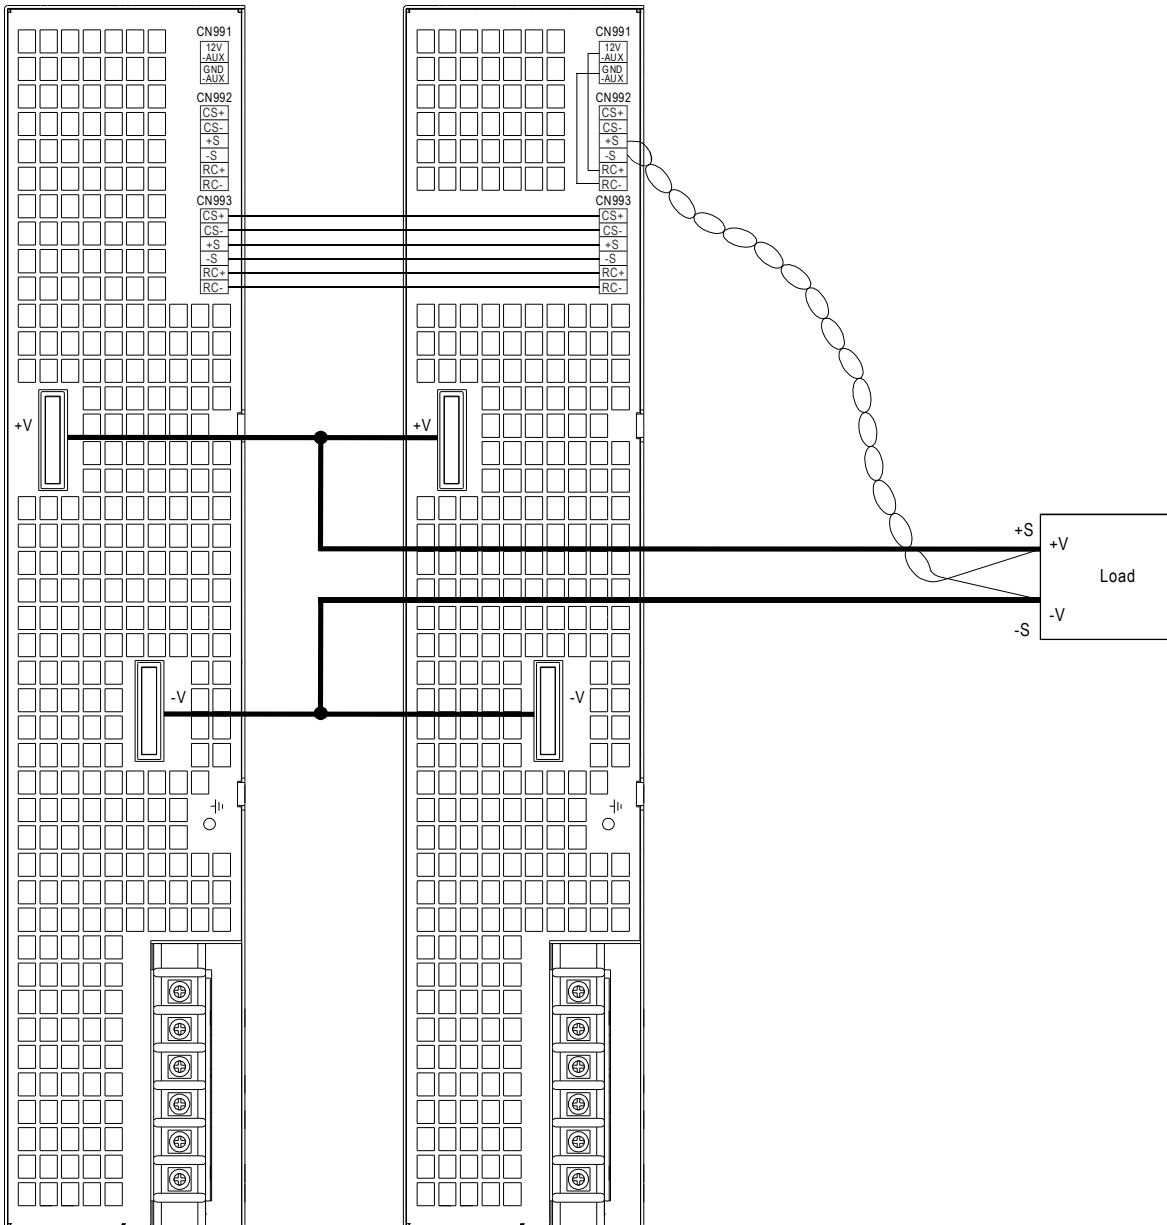 CN991
12V
-AUX
GND
-AUX
CN992
CS+
CS-
+S
-S
RC+
RC-
CN993
CS+
CS-
+S
-S
RC+
RC-
+V
-V
CN991
12V
-AUX
GND
-AUX
CN992
CS+
CS-
+S
-S
RC+
RC-
CN993
CS+
CS-
+S
-S
RC+
RC-
+V
-V
+S
+V
Load
-V
-S